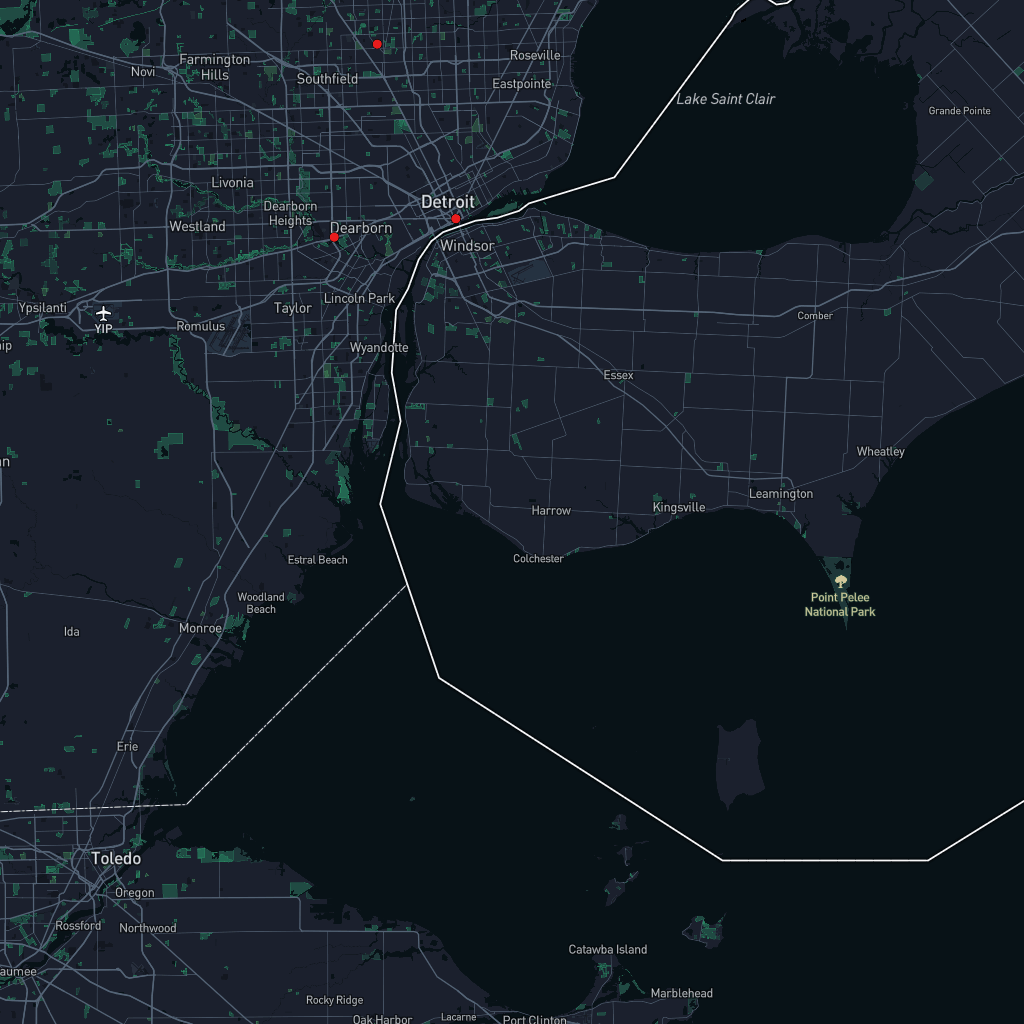 Roseville
Farmington
Hills
Novi
Southfield
Eastpointe
Lake Saint Clair
Grande Pointe
Livonia
Detroit
Dearborn
Heights
Westland
Dearborn
Windsor
Lincoln Park
Ypsilanti
Taylor
YIP
Romulus
Comber
ip
Wyandotte
Essex
Wheatley
n
Leamington
Harrow
Kingsville
Estral Beach
Colchester
Woodland
Beach
Point Pelee
National Park
Ida
Monroe
Erie
Toledo
Oregon
Rossford
Northwood
Catawba Island
aumee
Marblehead
Rocky Ridge
Oak Harbor
Lacarne
Port Clinton